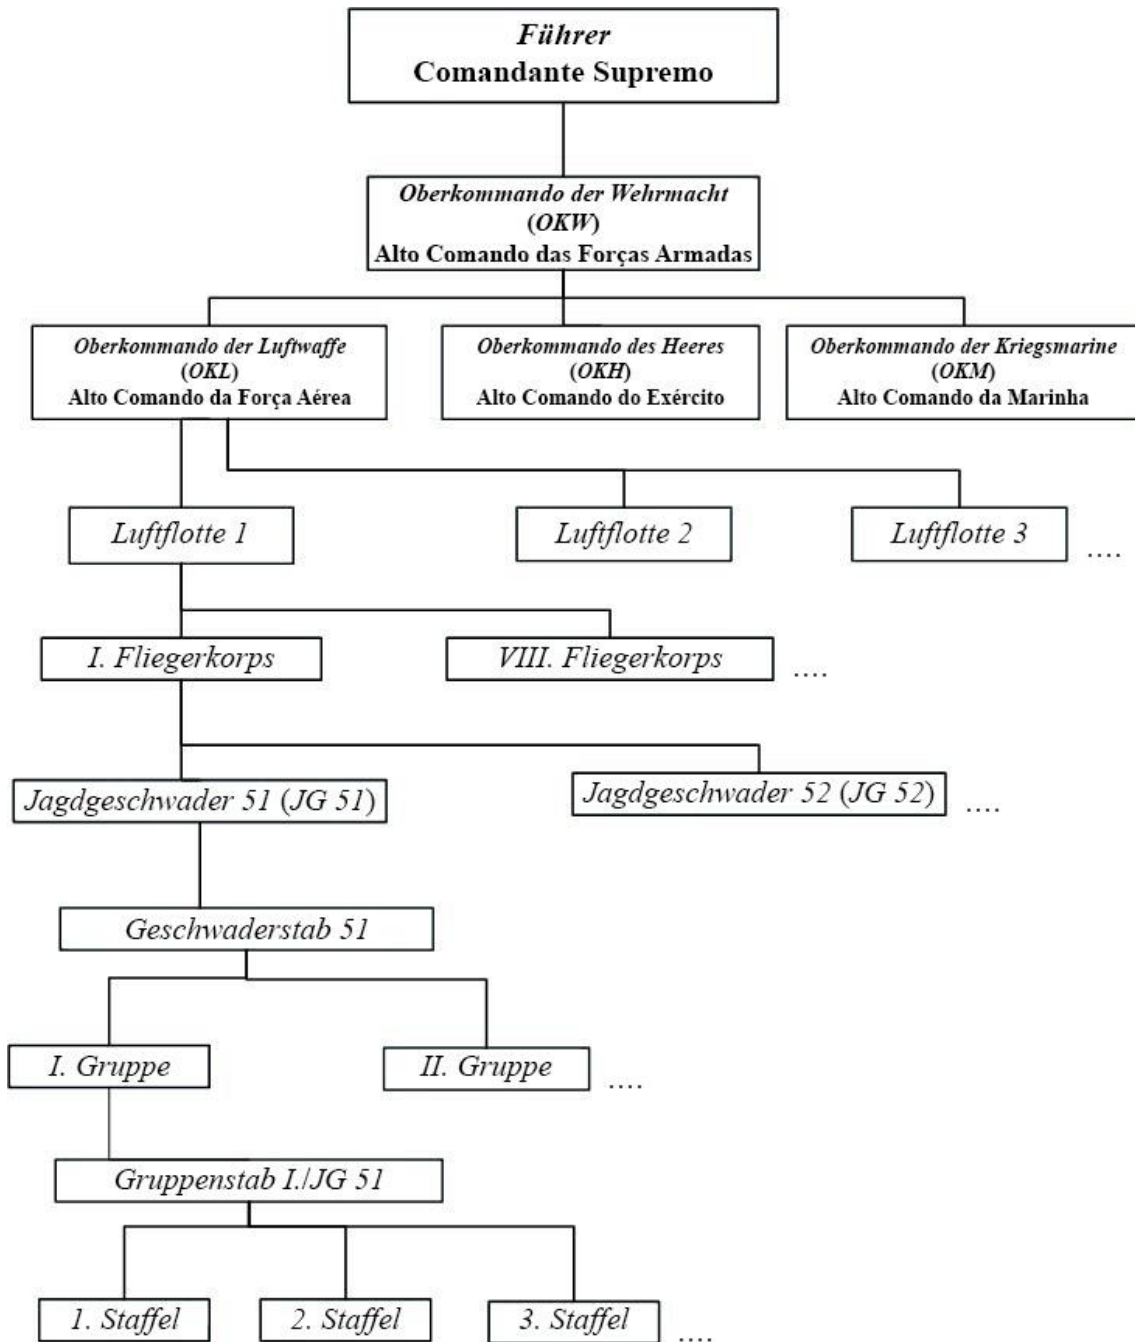 Führer
Comandante Supremo
Oberkommando der Wehrmacht
(OKW)
Alto Comando das Forças Armadas
Oberkommando der Luftwaffe
(OKL)
Alto Comando da Força Aérea
Oberkommando des Heeres
(OKH)
Alto Comando do Exército
Oberkommando der Kriegsmarine
(OKM)
Alto Comando da Marinha
Luftflotte 1
Luftflotte 2
Luftflotte 3
....
I. Fliegerkorps
VIII. Fliegerkorps
....
Jagdgeschwader 51 (JG 51)
Jagdgeschwader 52 (JG 52)
....
Geschwaderstab 51
I. Gruppe
II. Gruppe
....
Gruppenstab I./JG 51
1. Staffel
2. Staffel
3. Staffel
....